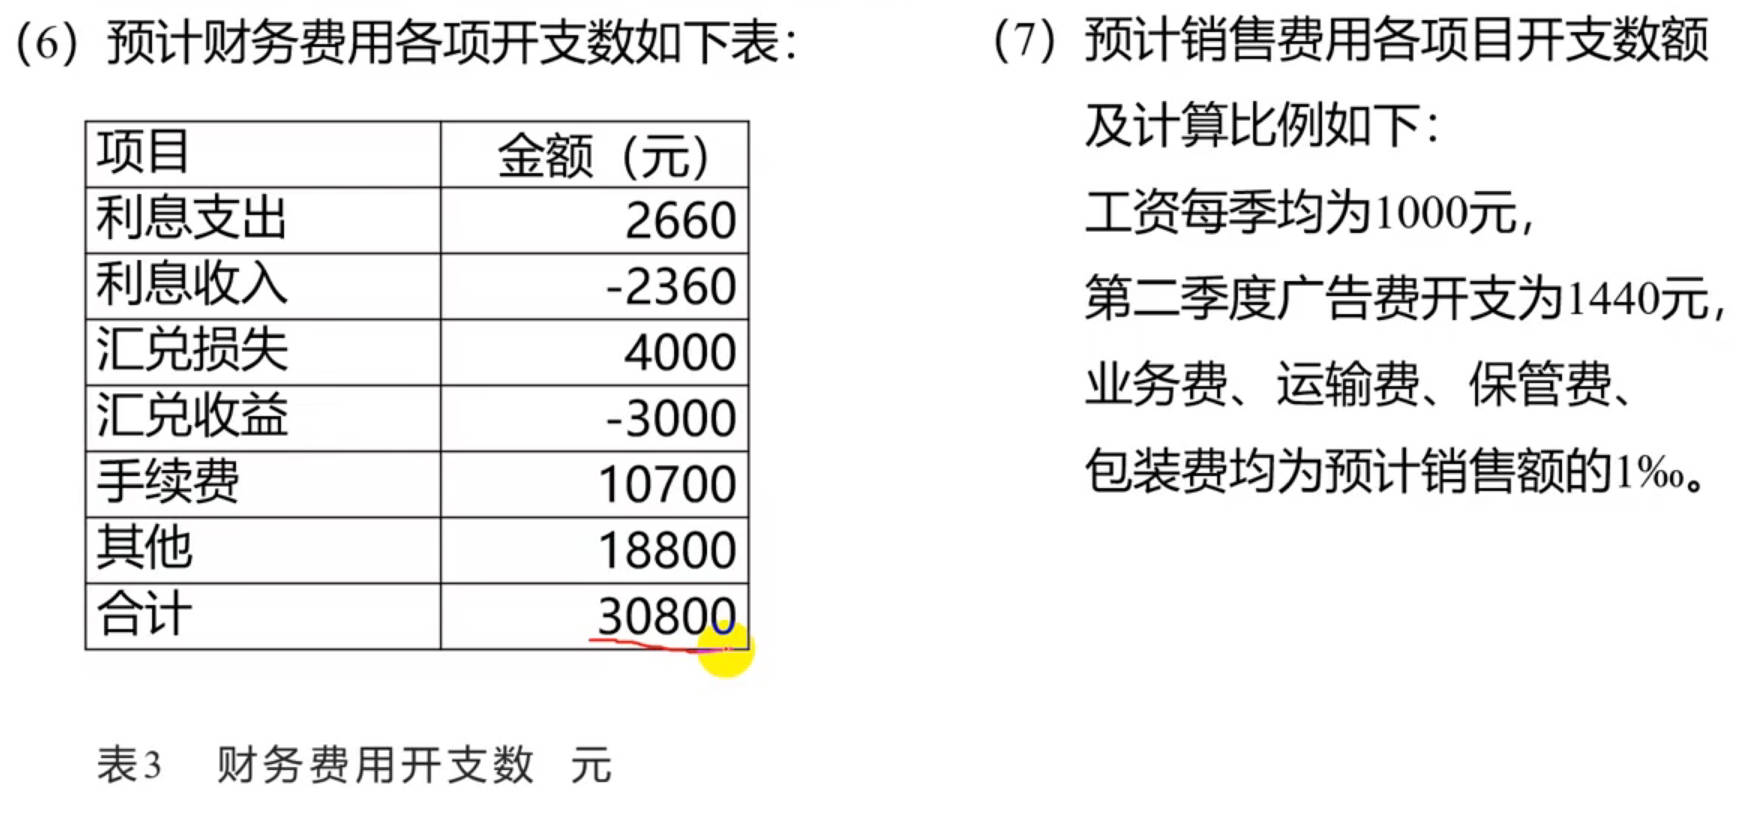 （6）预计财务费用各项开支数如下表：
项目 金额（元）
利息支出 2660
利息收入 -2360
汇兑损失 4000
汇兑收益 -3000
手续费 10700
其他 18800
合计 30800
表3 财务费用开支数 元
（7）预计销售费用各项目开支数额
及计算比例如下：
工资每季均为1000元，
第二季度广告费开支为1440元，
业务费、运输费、保管费、
包装费均为预计销售额的1‰。